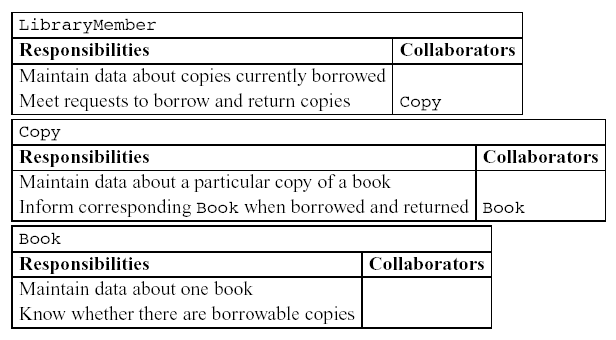 LibraryMember
Responsibilities Collaborators
Maintain data about copies currently borrowed
Meet requests to borrow and return copies Copy
Copy
Responsibilities Collaborators
Maintain data about a particular copy of a book
Inform corresponding Book when borrowed and returned Book
Book
Responsibilities Collaborators
Maintain data about one book
Know whether there are borrowable copies